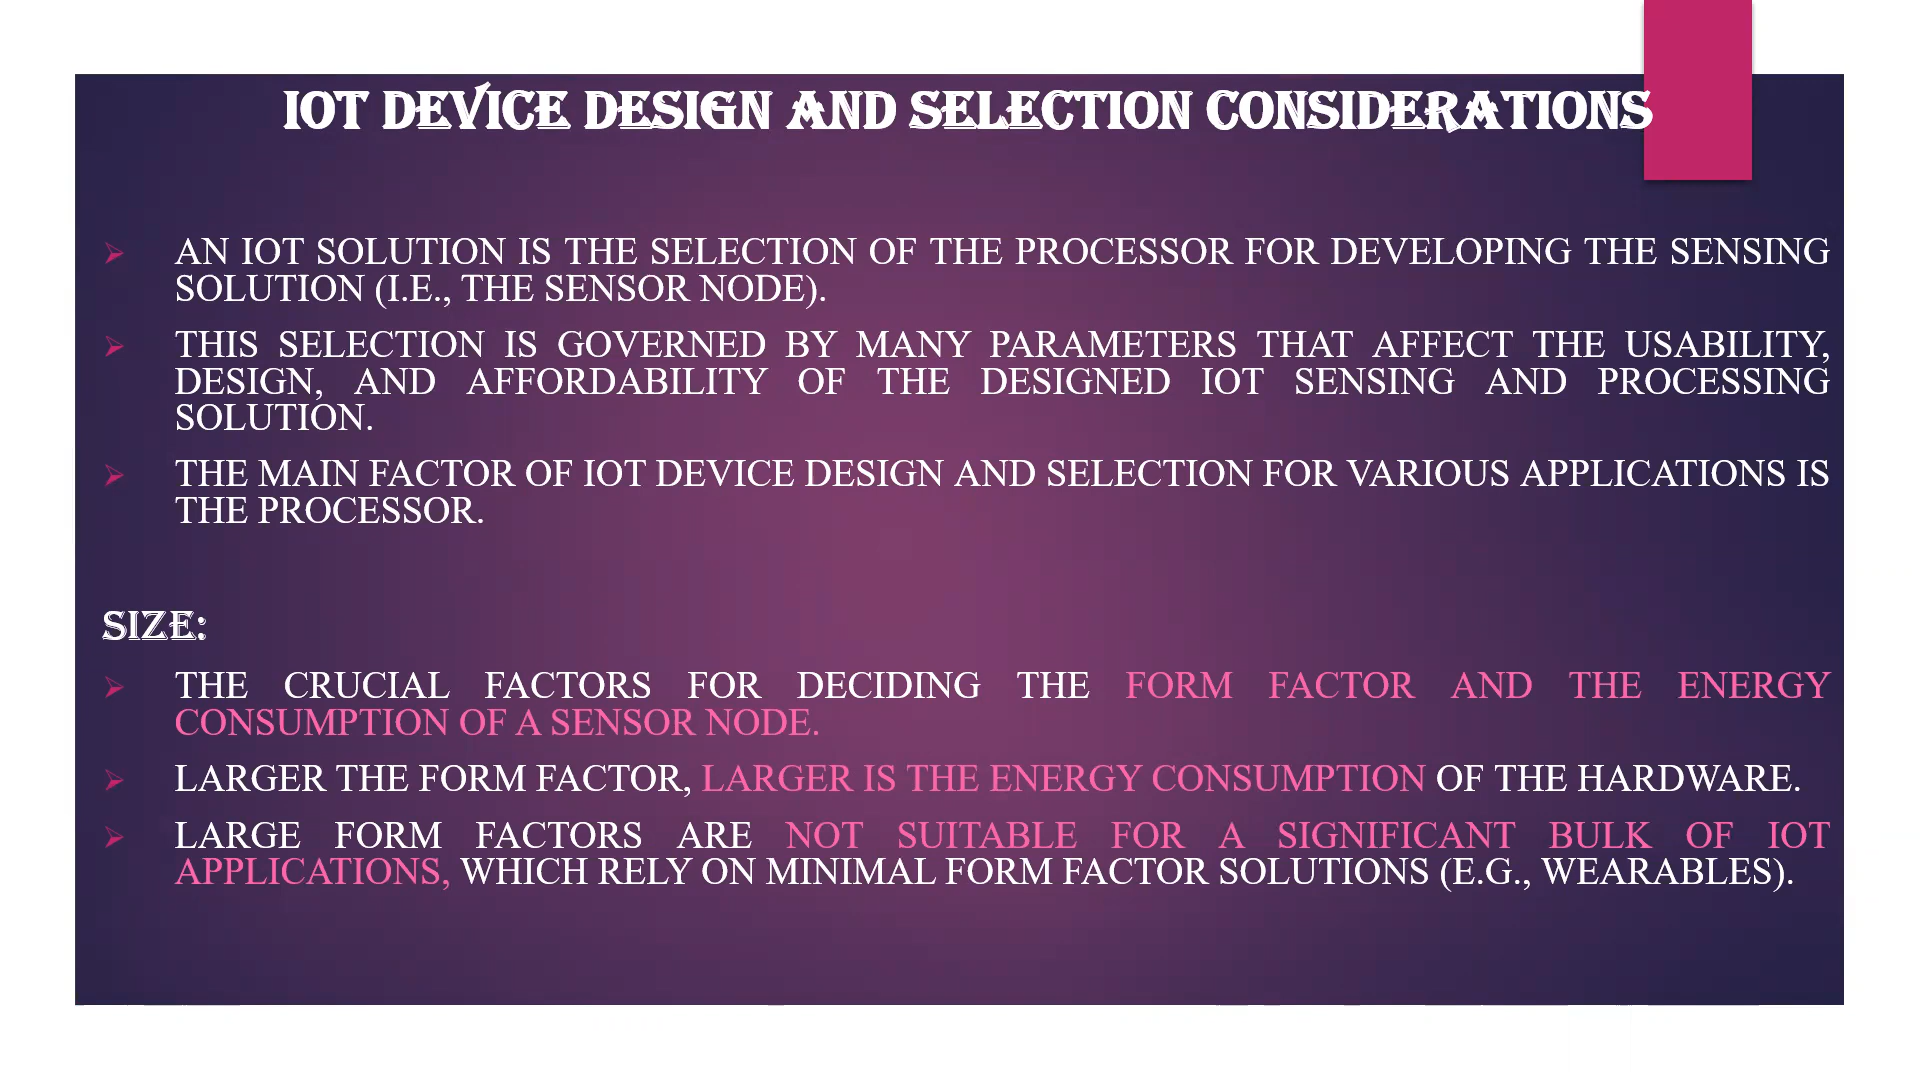 IOT DEVICE DESIGN AND SELECTION CONSIDERATIONS
AN IOT SOLUTION IS THE SELECTION OF THE PROCESSOR FOR DEVELOPING THE SENSING
SOLUTION (I.E., THE SENSOR NODE).
THIS SELECTION IS GOVERNED BY MANY PARAMETERS THAT AFFECT THE USABILITY,
DESIGN, AND AFFORDABILITY OF THE DESIGNED IOT SENSING AND PROCESSING
SOLUTION.
THE MAIN FACTOR OF IOT DEVICE DESIGN AND SELECTION FOR VARIOUS APPLICATIONS IS
THE PROCESSOR.
SIZE:
THE CRUCIAL FACTORS FOR DECIDING THE FORM FACTOR AND THE ENERGY
CONSUMPTION OF A SENSOR NODE.
LARGER THE FORM FACTOR, LARGER IS THE ENERGY CONSUMPTION OF THE HARDWARE.
LARGE FORM FACTORS ARE NOT SUITABLE FOR A SIGNIFICANT BULK OF IOT
APPLICATIONS, WHICH RELY ON MINIMAL FORM FACTOR SOLUTIONS (E.G., WEARABLES).